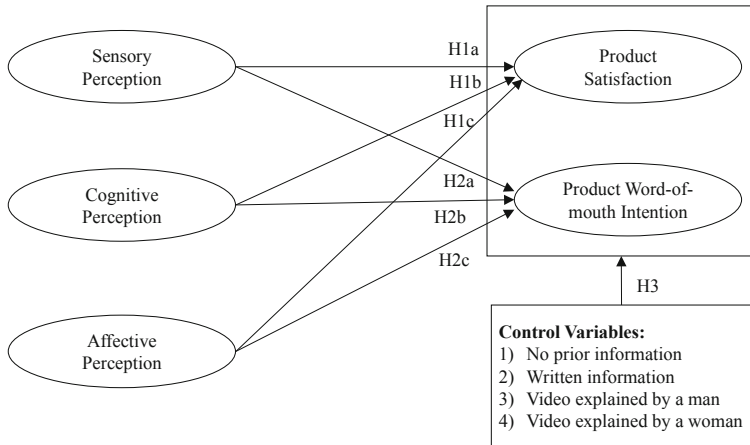 Sensory
Perception
Cognitive
Perception
Affective
Perception
H1a
H1b
H1c
H2a
H2b
H2c
Product
Satisfaction
Product Word-of-
mouth Intention
H3
Control Variables:
1) No prior information
2) Written information
3) Video explained by a man
4) Video explained by a woman